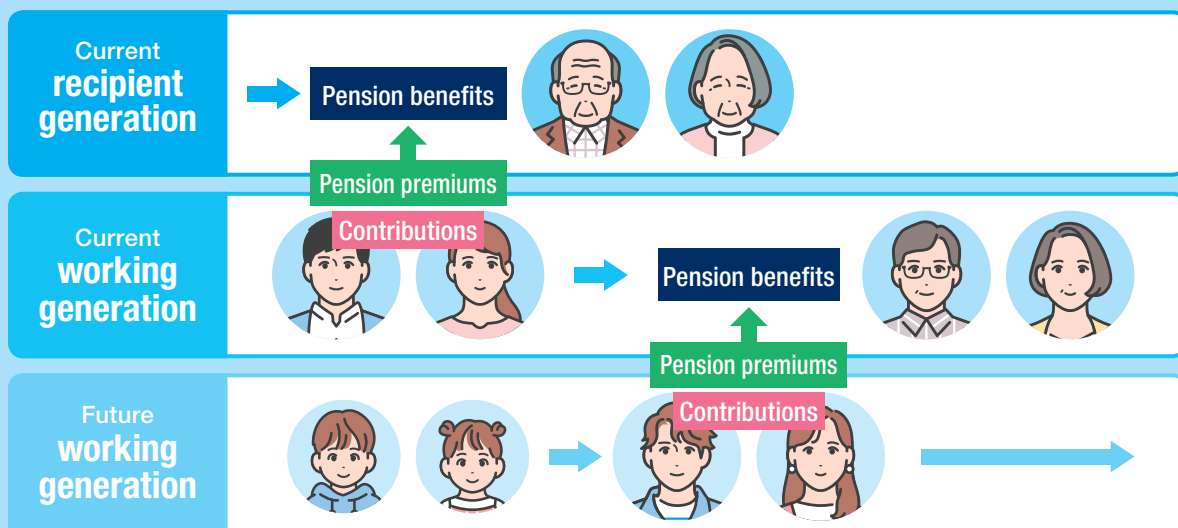 Current
recipient
generation
Pension benefits
Pension premiums
Contributions
Current
working
generation
Pension benefits
Pension premiums
Contributions
Future
working
generation